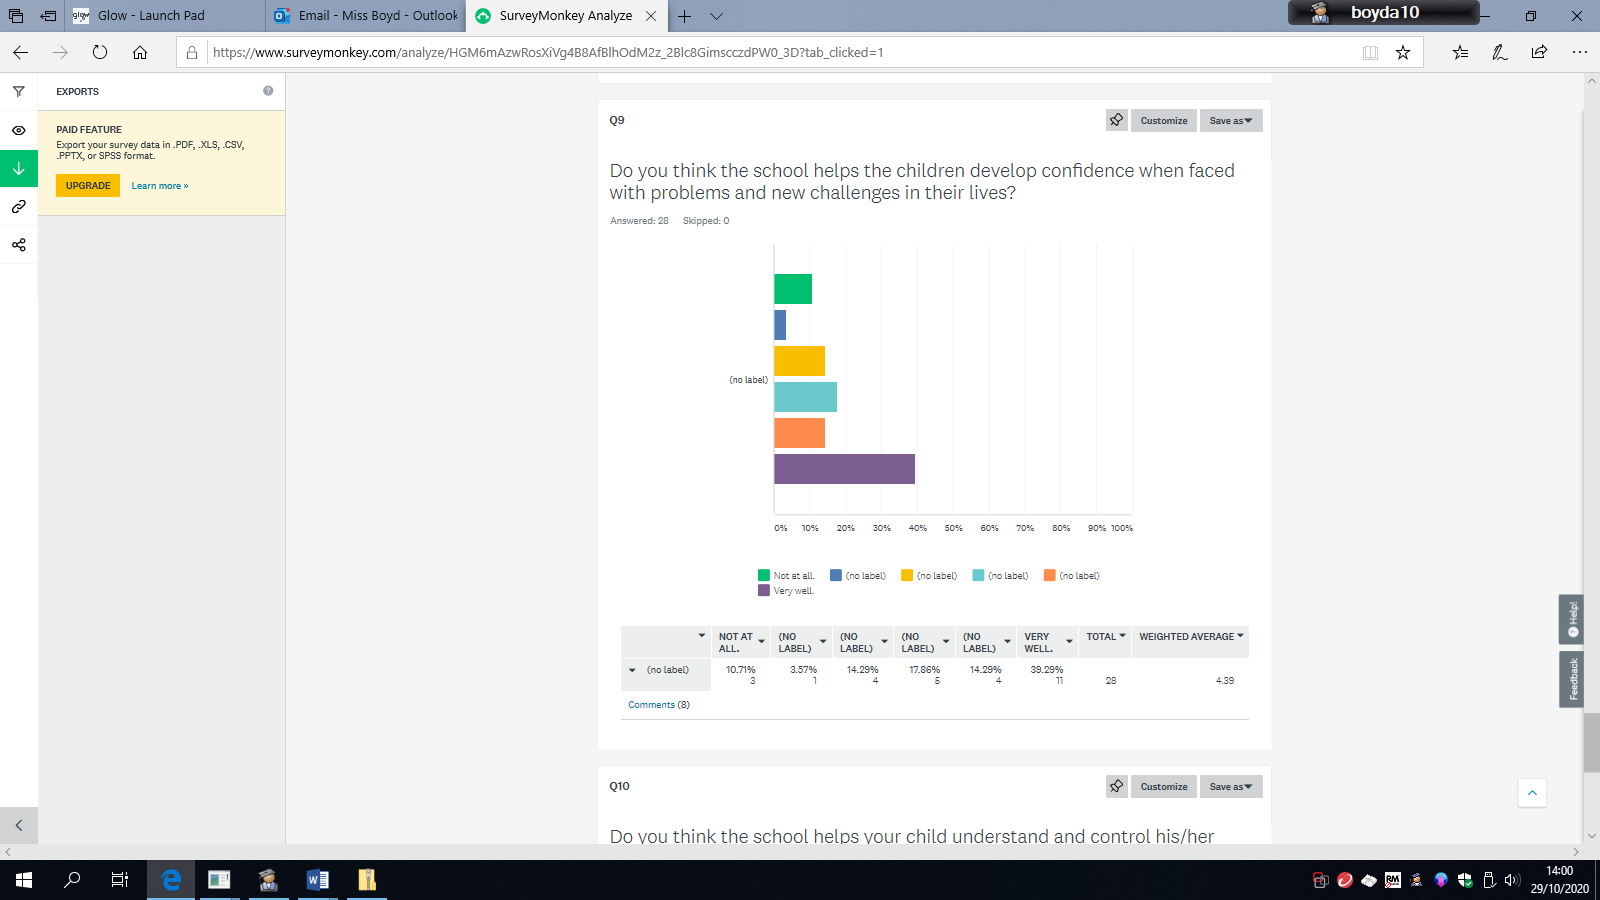 Glow - Launch Pad
Email - Miss Boyd - Outlook
SurveyMonkey Analyze
boyda10
https://www.surveymonkey.com/analyze/HGM6mAzwRosXiVg4B8AfBlhOdM2z_2Blc8GimscczdPW0_3D?tab_clicked=1
EXPORTS
PAID FEATURE
Export your survey data in .PDF, .XLS, .CSV,
.PPTX, or SPSS format.
UPGRADE Learn more »
Q9
Customize Save as
Do you think the school helps the children develop confidence when faced
with problems and new challenges in their lives?
Answered: 28 Skipped: 0
(no label)
0% 10% 20% 30% 40% 50% 60% 70% 80% 90% 100%
Not at all. (no label) (no label) (no label) (no label)
Very well.
NOT AT (NO (NO (NO (NO VERY TOTAL WEIGHTED AVERAGE
ALL. LABEL) LABEL) LABEL) LABEL) WELL.
(no label) 10.71% 3.57% 14.29% 17.86% 14.29% 39.29%
3 1 4 5 4 11 28 4.39
Comments (8)
Help!
Feedback
Q10
Customize Save as
Do you think the school helps your child understand and control his/her
14:00
29/10/2020